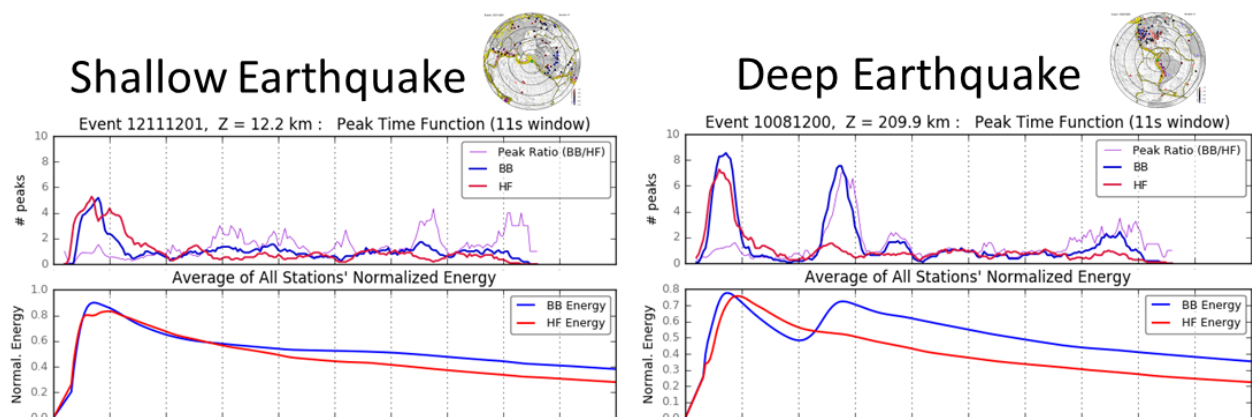 Shallow Earthquake
Event 12111201, Z = 12.2 km : Peak Time Function (11s window)
10
8
6
4
2
0
# peaks
Peak Ratio (BB/HF)
BB
HF
Average of All Stations' Normalized Energy
1.0
0.8
0.6
0.4
0.2
0.0
Normal. Energy
BB Energy
HF Energy
Deep Earthquake
Event 10081200, Z = 209.9 km : Peak Time Function (11s window)
10
8
6
4
2
0
# peaks
Peak Ratio (BB/HF)
BB
HF
Average of All Stations' Normalized Energy
0.8
0.7
0.6
0.5
0.4
0.3
0.2
0.1
0.0
Normal. Energy
BB Energy
HF Energy